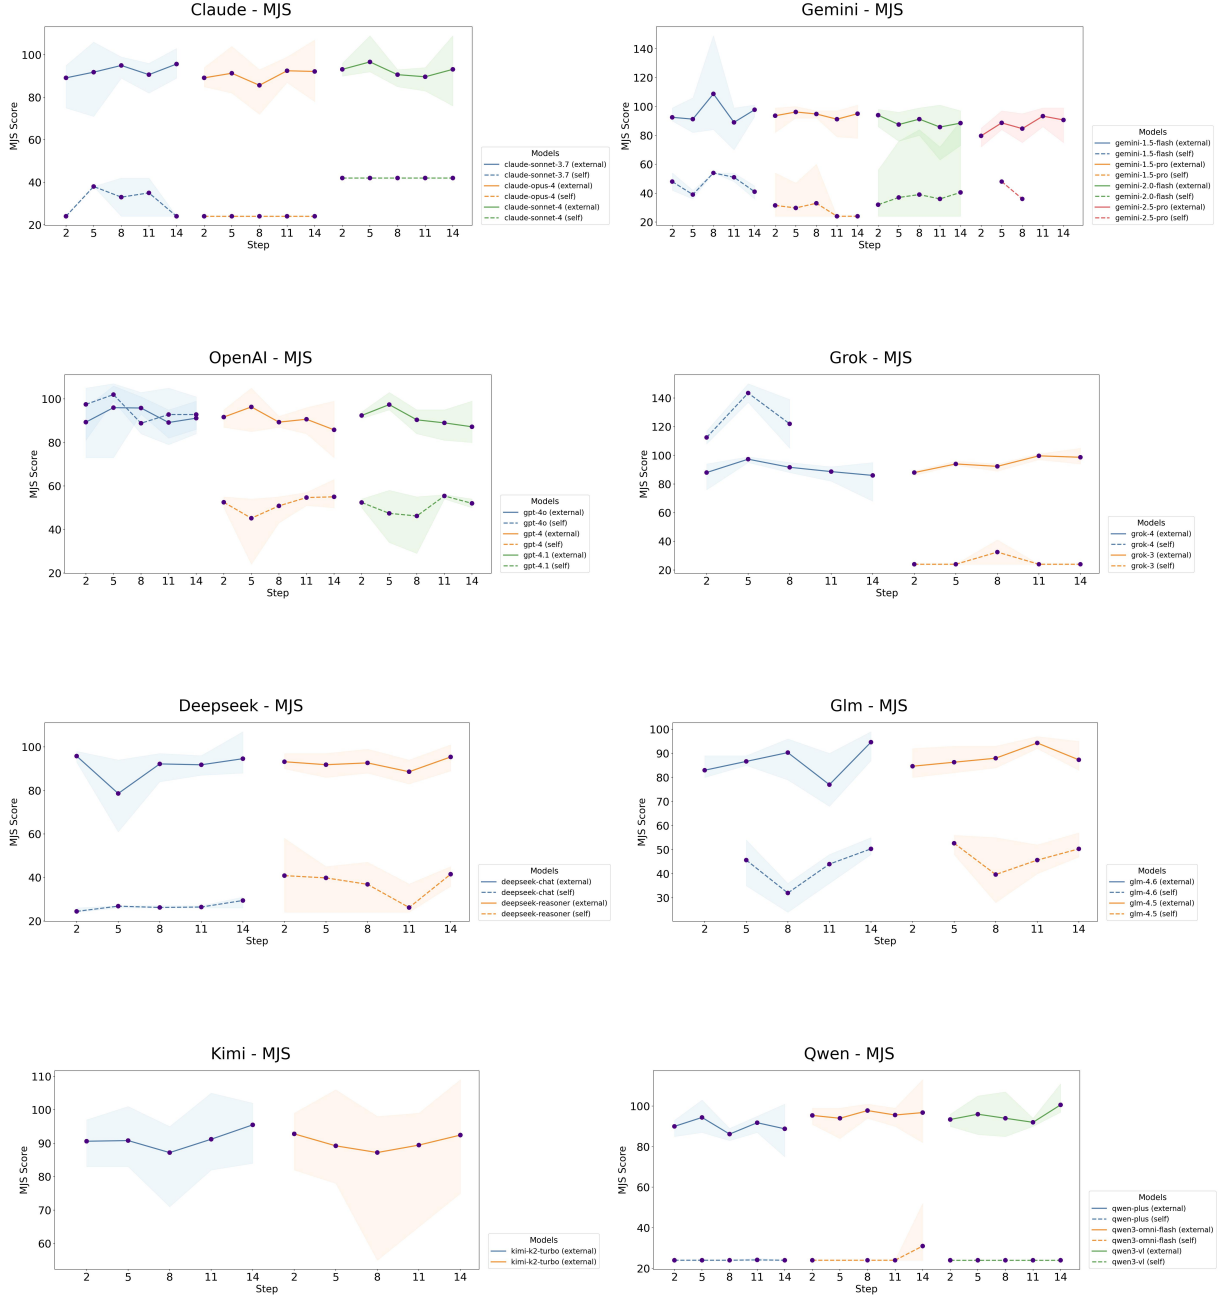 Claude - MJS
MJS Score
100
80
60
40
20
2 5 8 11 14 2 5 8 11 14 2 5 8 11 14
Step
Models
claude-sonnet-3.7 (external)
claude-sonnet-3.7 (self)
claude-opus-4 (external)
claude-opus-4 (self)
claude-sonnet-4 (external)
claude-sonnet-4 (self)
Gemini - MJS
MJS Score
140
120
100
80
60
40
20
2 5 8 11 14 2 5 8 11 14 2 5 8 11 14 2 5 8 11 14
Step
Models
gemini-1.5-flash (external)
gemini-1.5-flash (self)
gemini-1.5-pro (external)
gemini-1.5-pro (self)
gemini-2.0-flash (external)
gemini-2.0-flash (self)
gemini-2.5-pro (external)
gemini-2.5-pro (self)
OpenAI - MJS
MJS Score
100
80
60
40
20
2 5 8 11 14 2 5 8 11 14 2 5 8 11 14
Step
Models
gpt-4o (external)
gpt-4o (self)
gpt-4 (external)
gpt-4 (self)
gpt-4.1 (external)
gpt-4.1 (self)
Grok - MJS
MJS Score
140
120
100
80
60
40
20
2 5 8 11 14 2 5 8 11 14
Step
Models
grok-4 (external)
grok-4 (self)
grok-3 (external)
grok-3 (self)
Deepseek - MJS
MJS Score
100
80
60
40
20
2 5 8 11 14 2 5 8 11 14
Step
Models
deepseek-chat (external)
deepseek-chat (self)
deepseek-reasoner (external)
deepseek-reasoner (self)
Glm - MJS
MJS Score
100
90
80
70
60
50
40
30
2 5 8 11 14 2 5 8 11 14
Step
Models
glm-4.6 (external)
glm-4.6 (self)
glm-4.5 (external)
glm-4.5 (self)
Kimi - MJS
MJS Score
110
100
90
80
70
60
2 5 8 11 14 2 5 8 11 14
Step
Models
kimi-k2-turbo (external)
kimi-k2-turbo (external)
Qwen - MJS
MJS Score
100
80
60
40
20
2 5 8 11 14 2 5 8 11 14 2 5 8 11 14
Step
Models
qwen-plus (external)
qwen-plus (self)
qwen3-omni-flash (external)
qwen3-omni-flash (self)
qwen3-vl (external)
qwen3-vl (self)